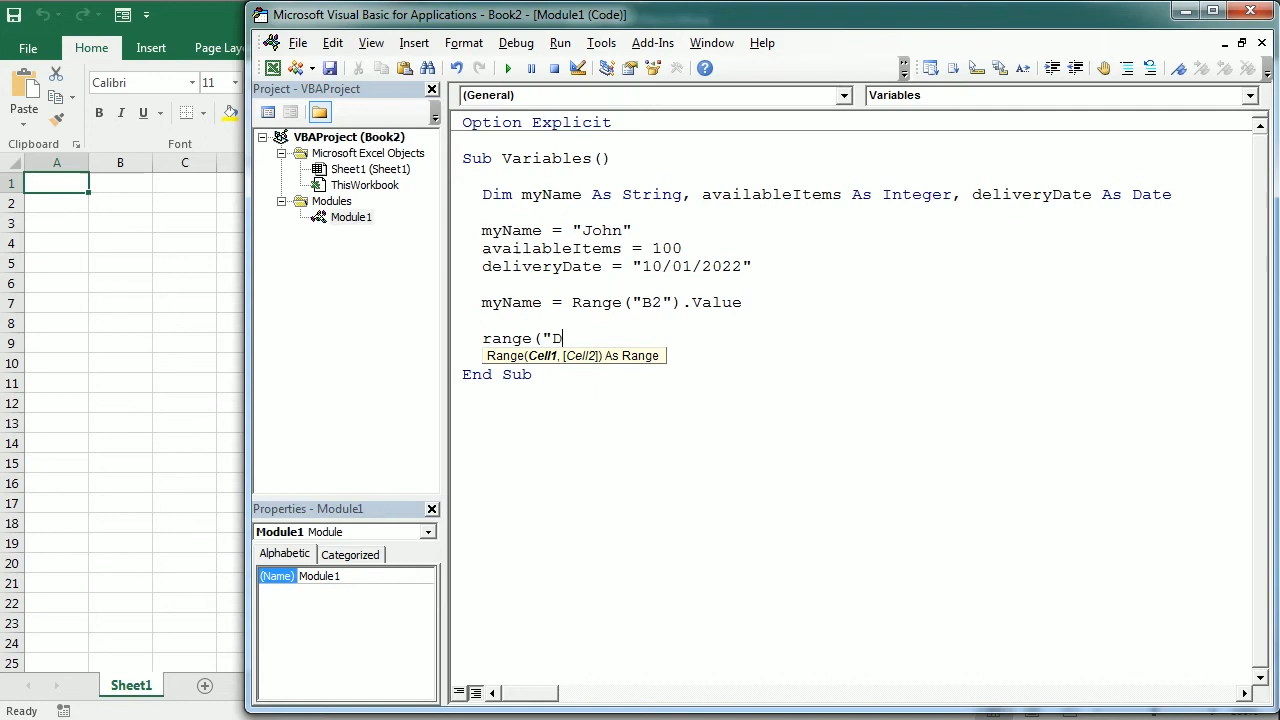 Microsoft Visual Basic for Applications - Book2 - [Module1 (Code)]
File Home Insert Page Layou
File Edit View Insert Format Debug Run Tools Add-Ins Window Help
Paste
Calibri 11
B I U
Clipboard Font
Project - VBAProject
(General) Variables
VBAProject (Book2)
Microsoft Excel Objects
Sheet1 (Sheet1)
ThisWorkbook
Modules
Module1
A B C
1
2
3
4
5
6
7
8
9
10
11
12
13
14
15
16
17
18
19
20
21
22
23
24
25
Option Explicit
Sub Variables()
Dim myName As String, availableItems As Integer, deliveryDate As Date
myName = "John"
availableItems = 100
deliveryDate = "10/01/2022"
myName = Range("B2").Value
range("D
Range(Cell1, [Cell2]) As Range
End Sub
Properties - Module1
Module1 Module
Alphabetic Categorized
(Name) Module1
Sheet1
Ready